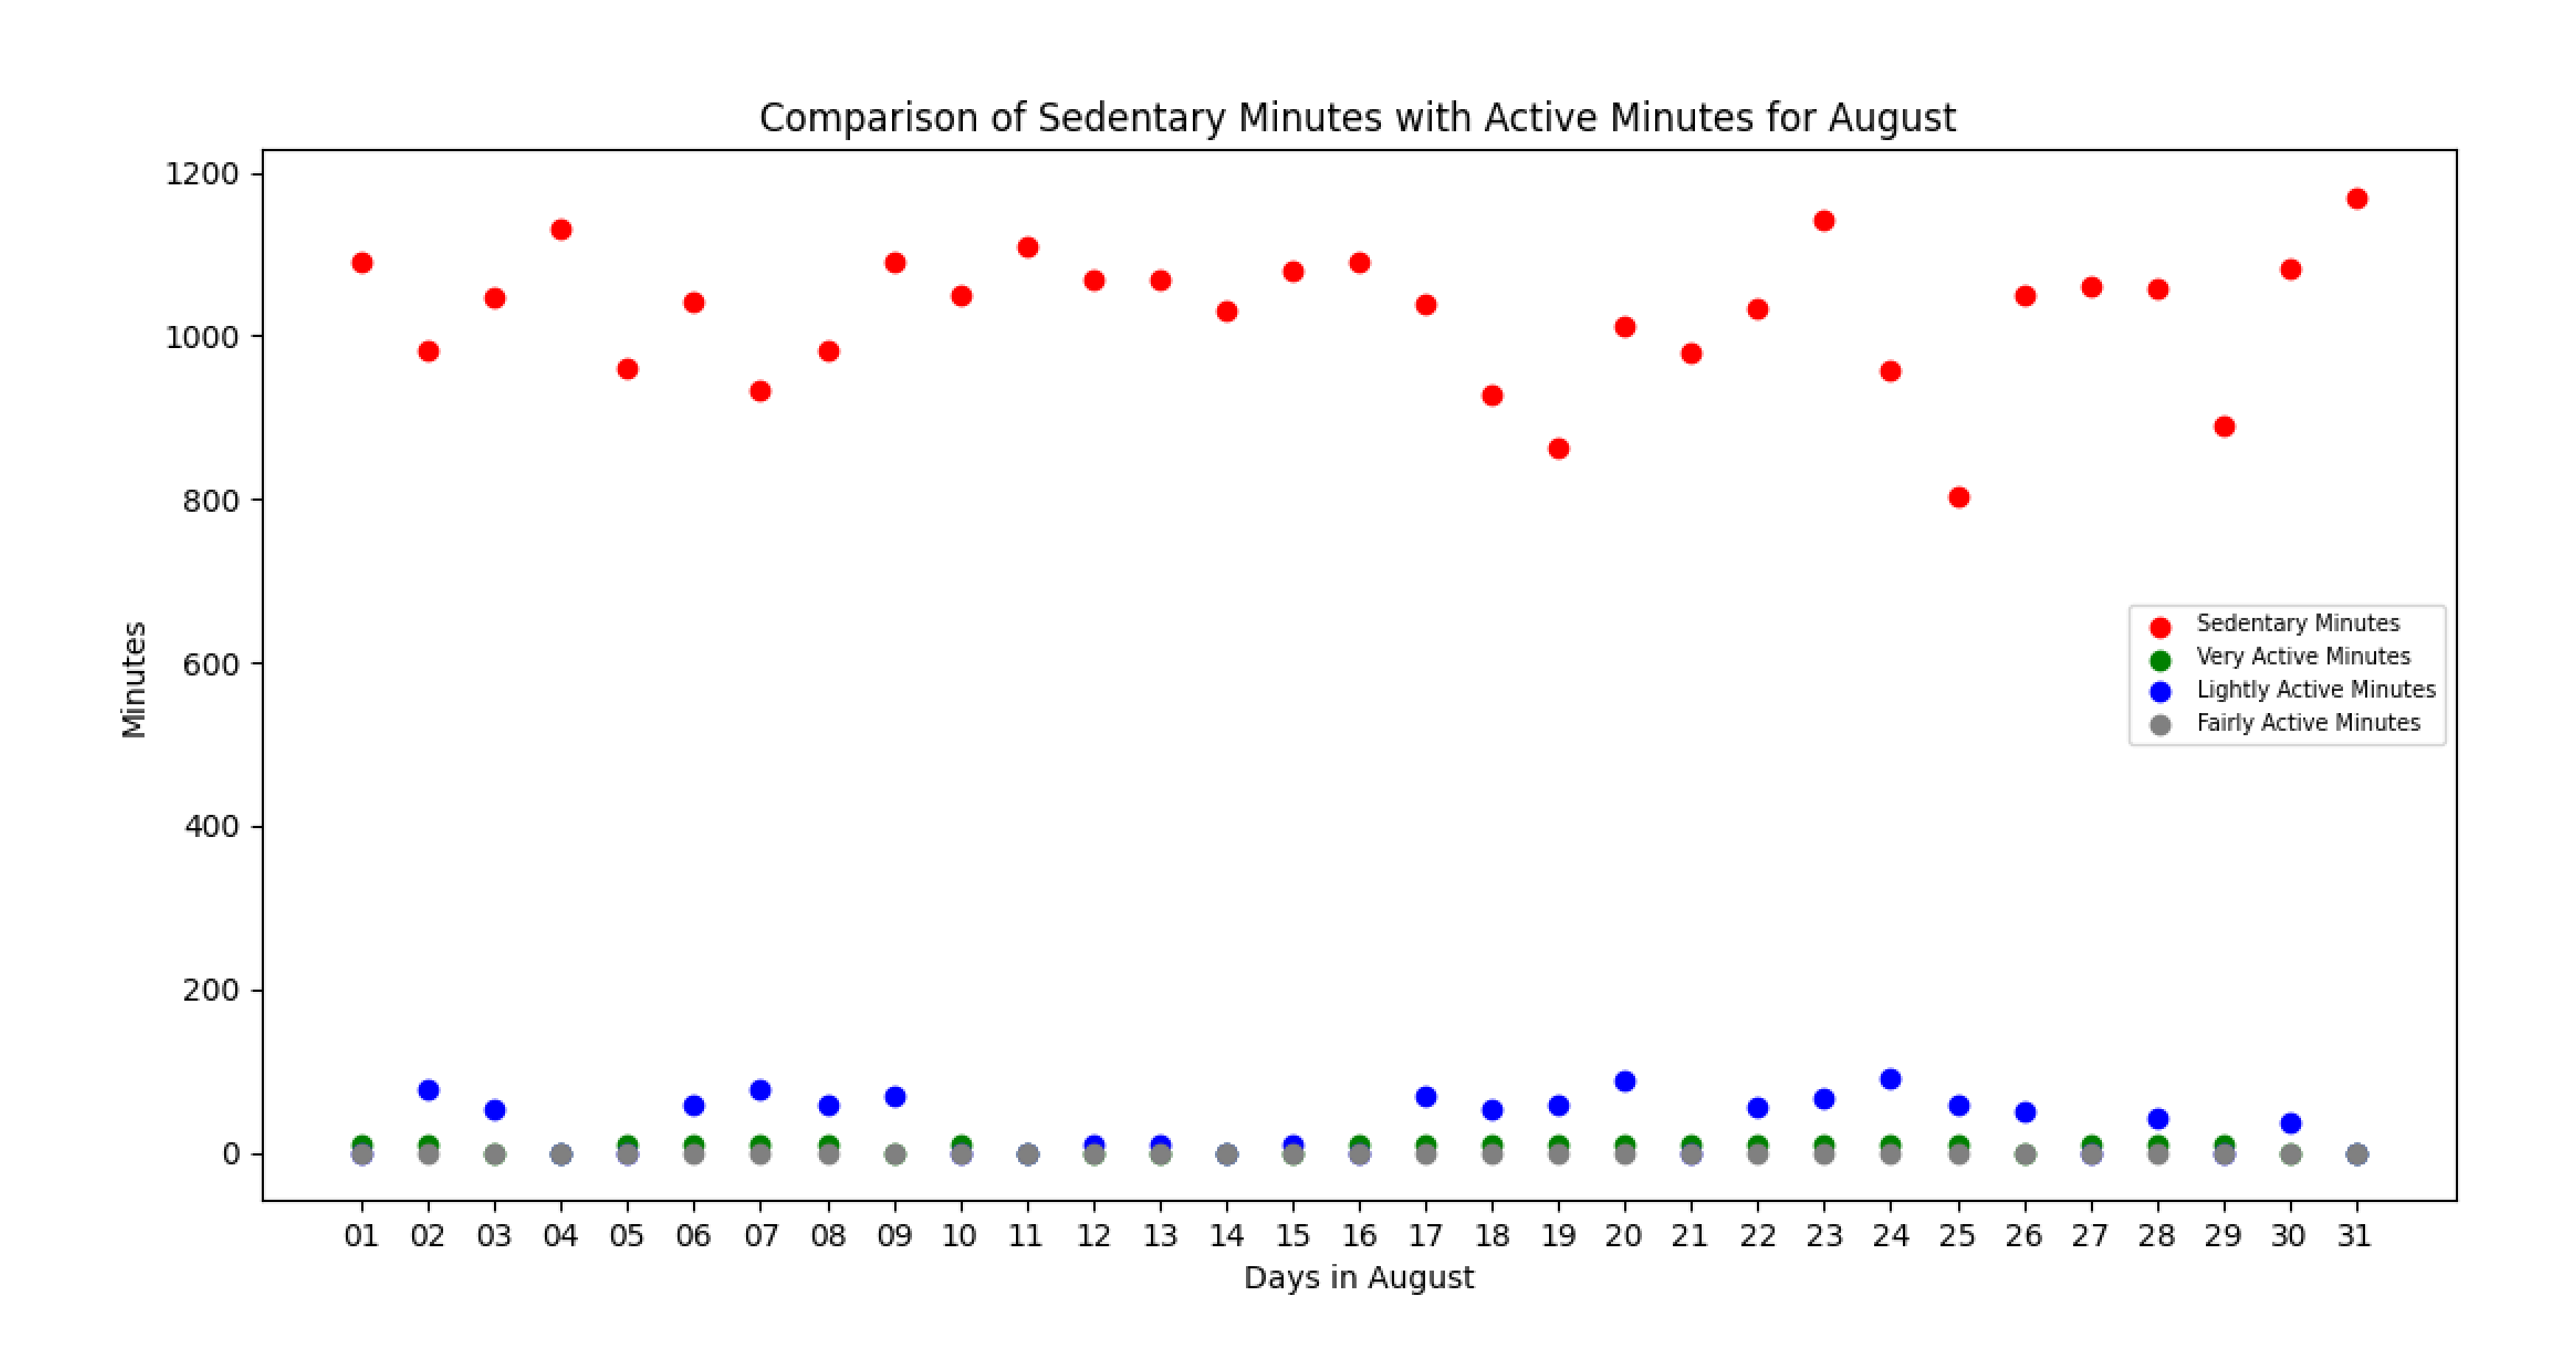 Comparison of Sedentary Minutes with Active Minutes for August
1200
1000
800
600
400
200
0
Minutes
Sedentary Minutes
Very Active Minutes
Lightly Active Minutes
Fairly Active Minutes
01 02 03 04 05 06 07 08 09 10 11 12 13 14 15 16 17 18 19 20 21 22 23 24 25 26 27 28 29 30 31
Days in August